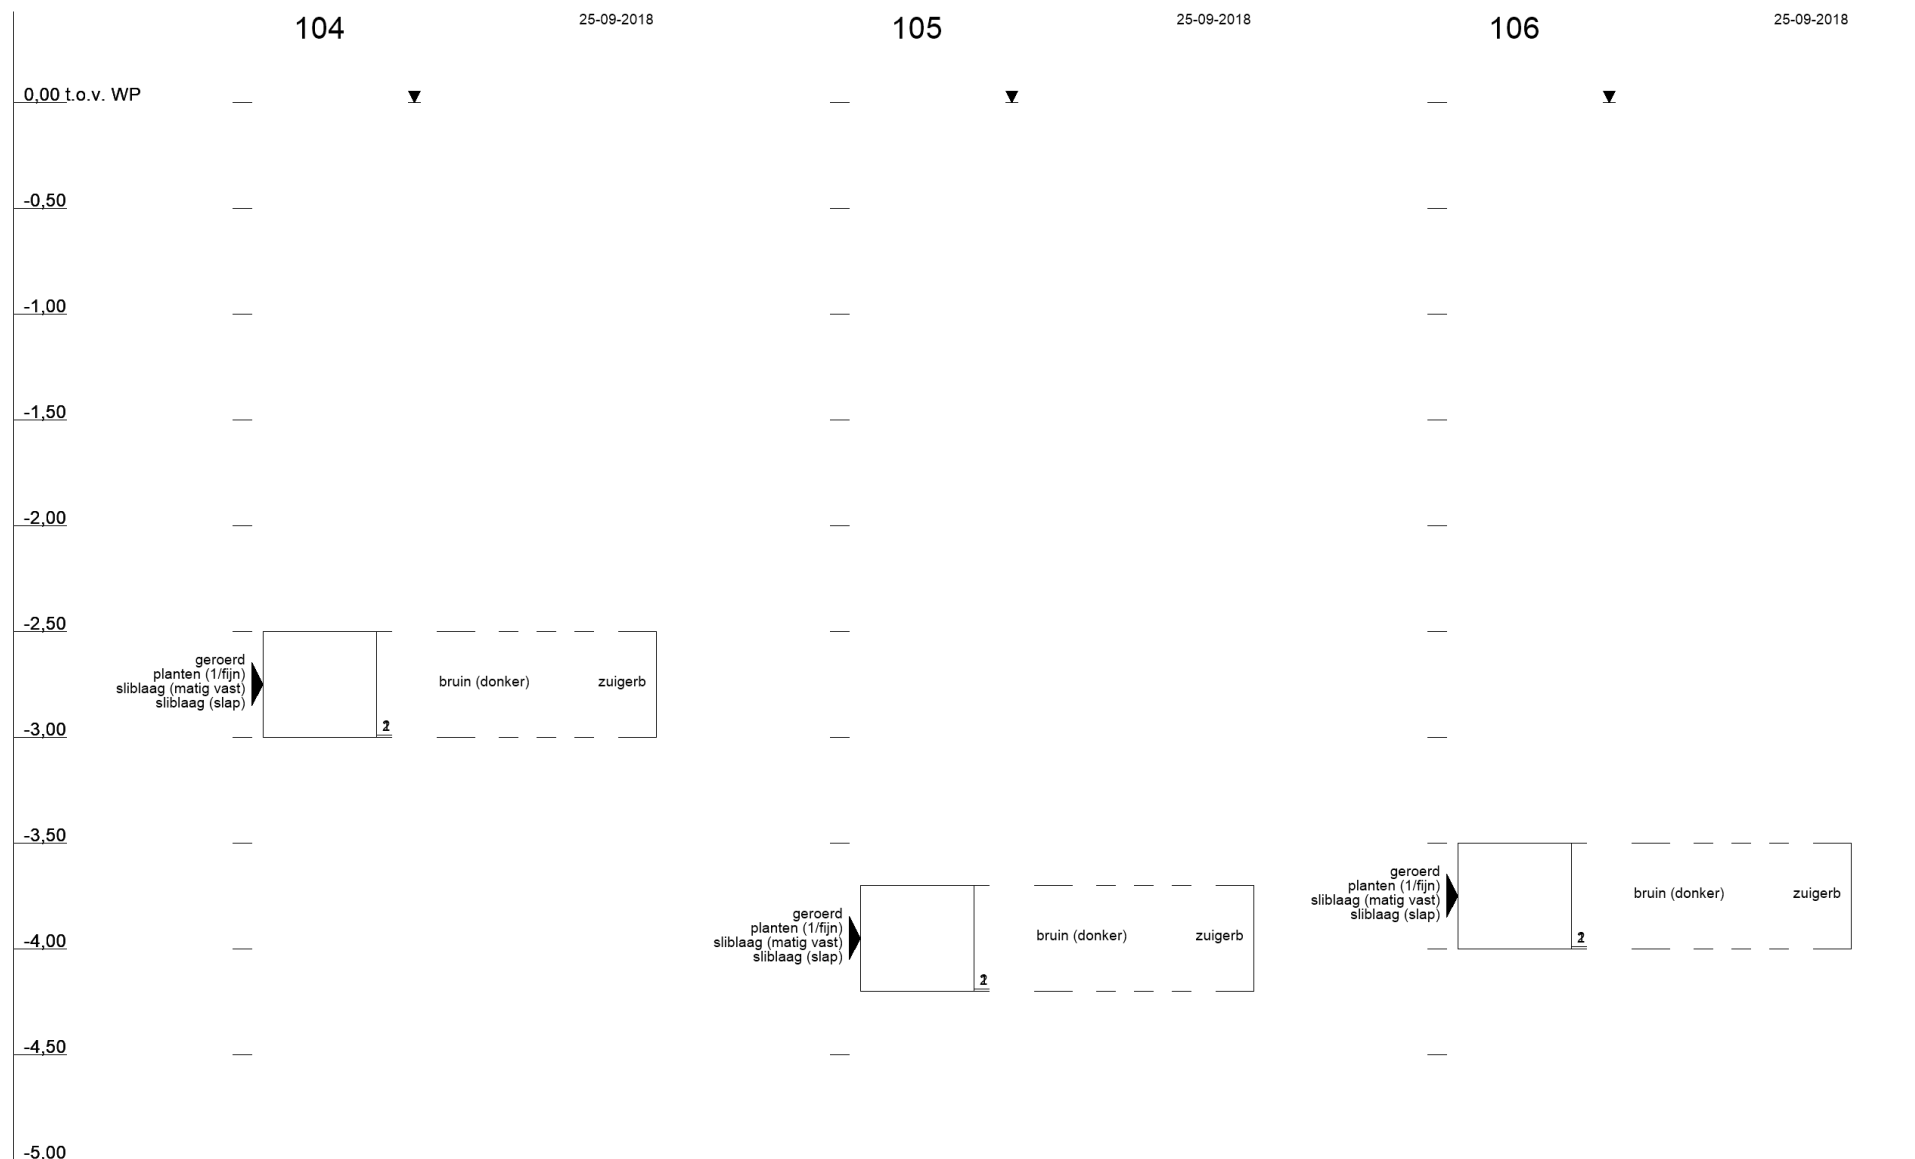 104
25-09-2018
105
25-09-2018
106
25-09-2018
0,00 t.o.v. WP
-0,50
-1,00
-1,50
-2,00
-2,50
geroerd
planten (1/fijn)
sliblaag (matig vast)
sliblaag (slap)
bruin (donker)
zuigerb
-3,00
-3,50
geroerd
planten (1/fijn)
sliblaag (matig vast)
sliblaag (slap)
bruin (donker)
zuigerb
geroerd
planten (1/fijn)
sliblaag (matig vast)
sliblaag (slap)
bruin (donker)
zuigerb
-4,00
-4,50
-5,00